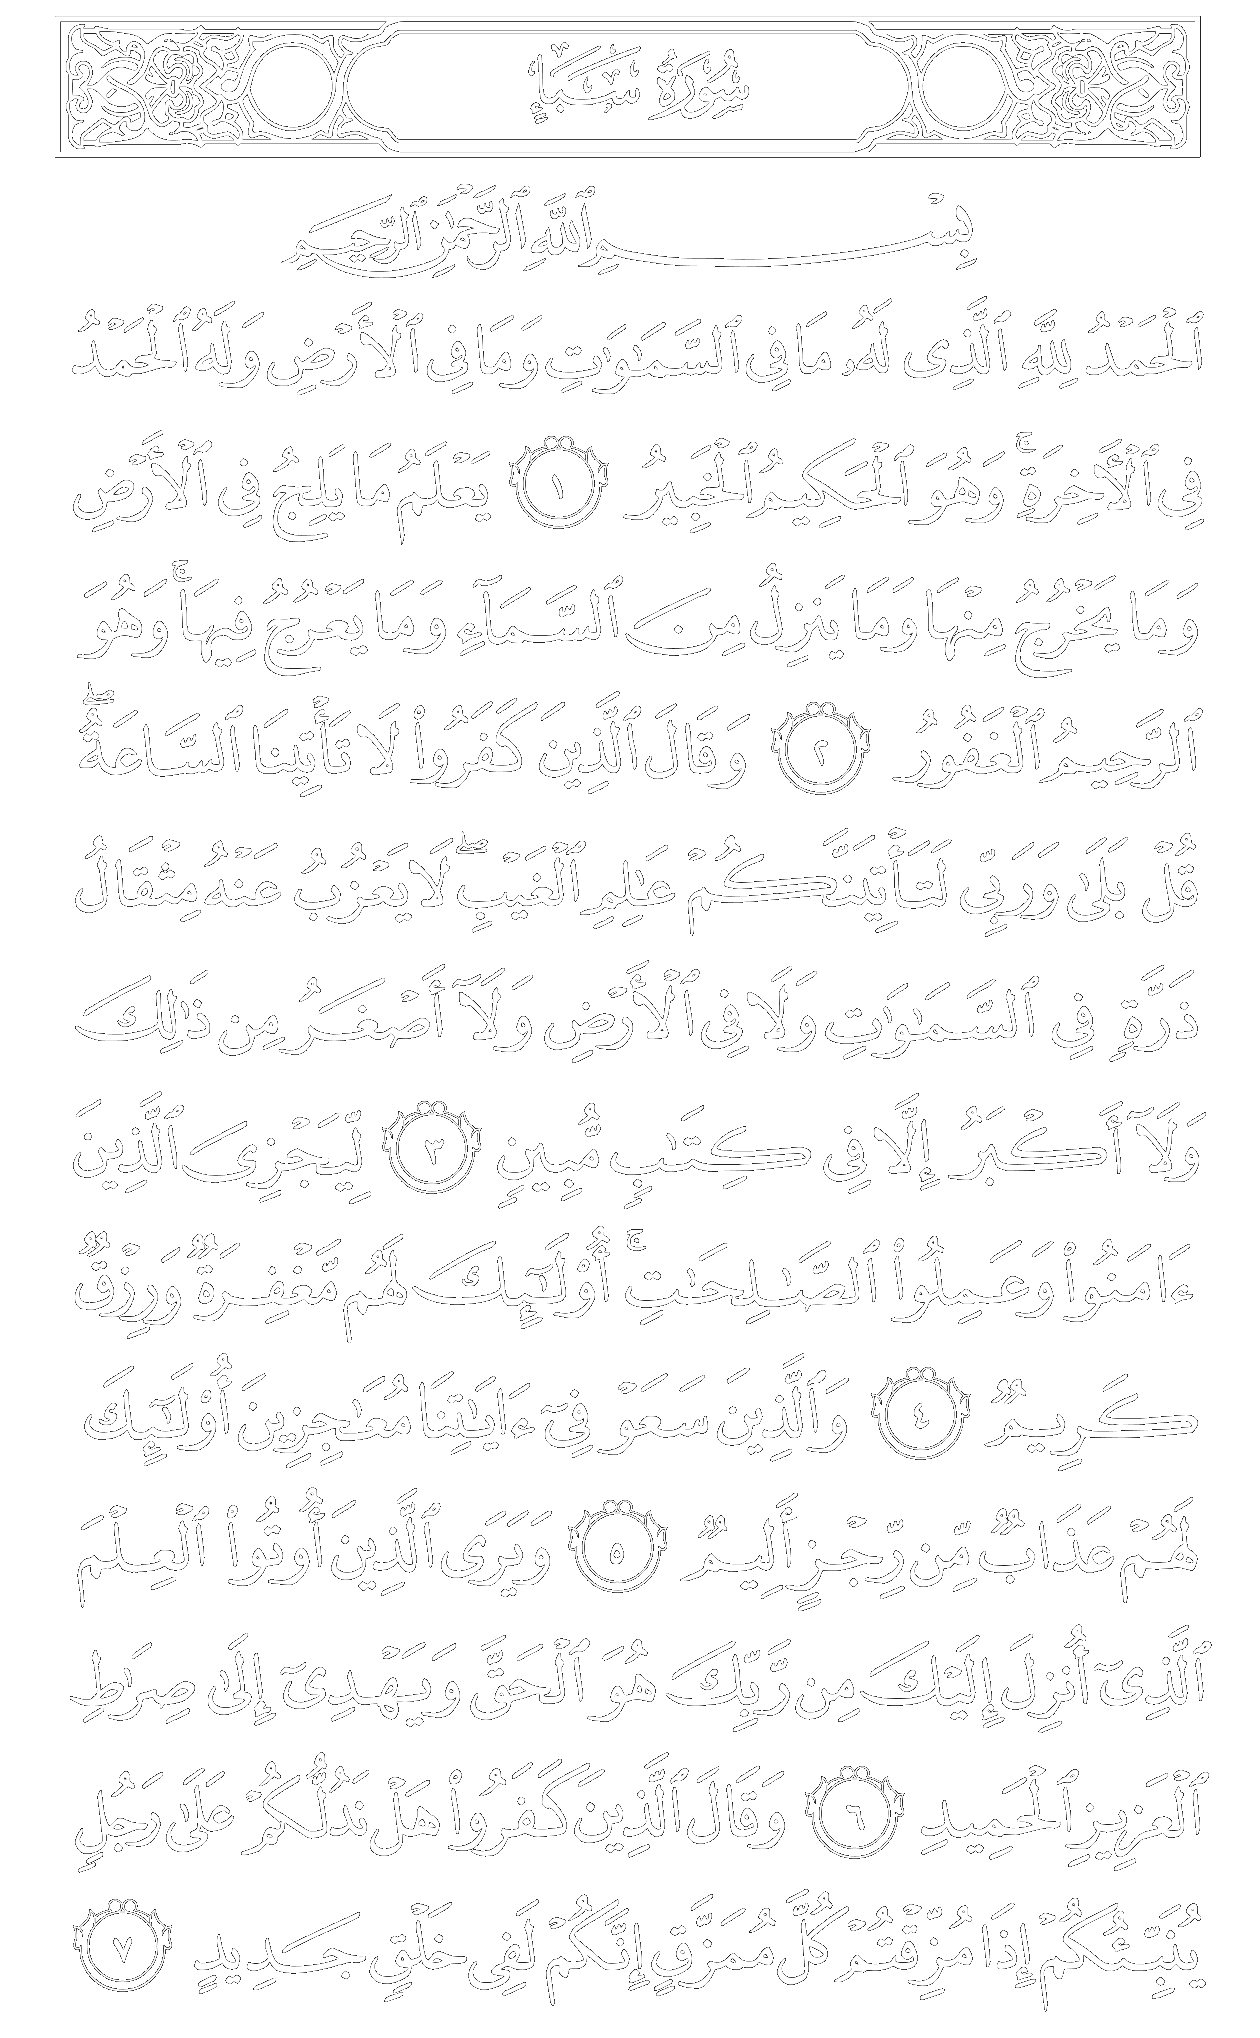 سُورَةُ سَبَإٍ
بِسْمِ ٱللَّهِ ٱلرَّحْمَٰنِ ٱلرَّحِيمِ
ٱلْحَمْدُ لِلَّهِ ٱلَّذِى لَهُۥ مَا فِى ٱلسَّمَٰوَٰتِ وَمَا فِى ٱلْأَرْضِ وَلَهُ ٱلْحَمْدُ
فِى ٱلْأَخِرَةِ ۚ وَهُوَ ٱلْحَكِيمُ ٱلْخَبِيرُ ١ يَعْلَمُ مَا يَلِجُ فِى ٱلْأَرْضِ
وَمَا يَخْرُجُ مِنْهَا وَمَا يَنزِلُ مِنَ ٱلسَّمَآءِ وَمَا يَعْرُجُ فِيهَا ۚ وَهُوَ
ٱلرَّحِيمُ ٱلْغَفُورُ ٢ وَقَالَ ٱلَّذِينَ كَفَرُوا۟ لَا تَأْتِينَا ٱلسَّاعَةُ ۖ
قُلْ بَلَىٰ وَرَبِّى لَتَأْتِيَنَّكُمْ عَٰلِمِ ٱلْغَيْبِ ۖ لَا يَعْزُبُ عَنْهُ مِثْقَالُ
ذَرَّةٍ فِى ٱلسَّمَٰوَٰتِ وَلَا فِى ٱلْأَرْضِ وَلَآ أَصْغَرُ مِن ذَٰلِكَ
وَلَآ أَكْبَرُ إِلَّا فِى كِتَٰبٍ مُّبِينٍ ٣ لِّيَجْزِىَ ٱلَّذِينَ
ءَامَنُوا۟ وَعَمِلُوا۟ ٱلصَّٰلِحَٰتِ ۚ أُو۟لَٰٓئِكَ لَهُم مَّغْفِرَةٌ وَرِزْقٌ
كَرِيمٌ ٤ وَٱلَّذِينَ سَعَوْ فِىٓ ءَايَٰتِنَا مُعَٰجِزِينَ أُو۟لَٰٓئِكَ
لَهُمْ عَذَابٌ مِّن رِّجْزٍ أَلِيمٌ ٥ وَيَرَى ٱلَّذِينَ أُوتُوا۟ ٱلْعِلْمَ
ٱلَّذِىٓ أُنزِلَ إِلَيْكَ مِن رَّبِّكَ هُوَ ٱلْحَقَّ وَيَهْدِىٓ إِلَىٰ صِرَٰطِ
ٱلْعَزِيزِ ٱلْحَمِيدِ ٦ وَقَالَ ٱلَّذِينَ كَفَرُوا۟ هَلْ نَدُلُّكُمْ عَلَىٰ رَجُلٍ
يُنَبِّئُكُمْ إِذَا مُزِّقْتُمْ كُلَّ مُمَزَّقٍ إِنَّكُمْ لَفِى خَلْقٍ جَدِيدٍ ٧